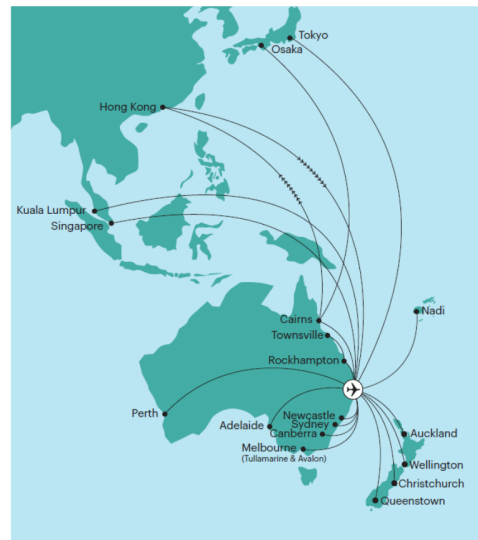 Tokyo
Osaka
Hong Kong
Kuala Lumpur
Singapore
Nadi
Cairns
Townsville
Rockhampton
Perth
Newcastle
Adelaide
Sydney
Canberra
Auckland
Melbourne
(Tullamarine & Avalon)
Wellington
Christchurch
Queenstown